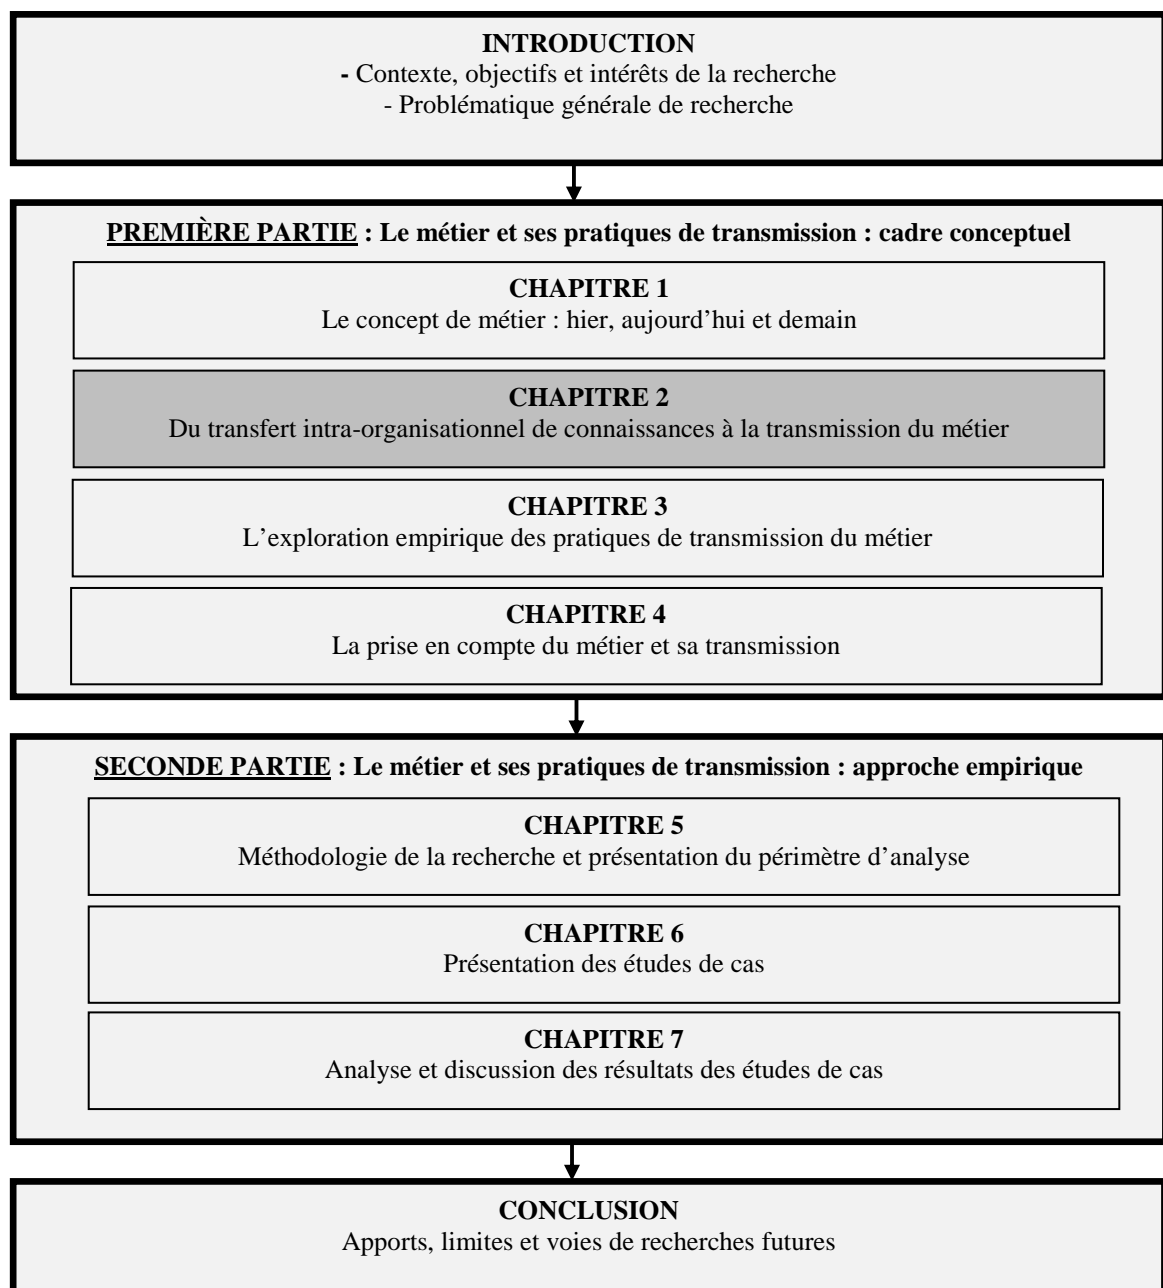 INTRODUCTION
- Contexte, objectifs et intérêts de la recherche
- Problématique générale de recherche
PREMIÈRE PARTIE : Le métier et ses pratiques de transmission : cadre conceptuel
CHAPITRE 1
Le concept de métier : hier, aujourd’hui et demain
CHAPITRE 2
Du transfert intra-organisationnel de connaissances à la transmission du métier
CHAPITRE 3
L’exploration empirique des pratiques de transmission du métier
CHAPITRE 4
La prise en compte du métier et sa transmission
SECONDE PARTIE : Le métier et ses pratiques de transmission : approche empirique
CHAPITRE 5
Méthodologie de la recherche et présentation du périmètre d’analyse
CHAPITRE 6
Présentation des études de cas
CHAPITRE 7
Analyse et discussion des résultats des études de cas
CONCLUSION
Apports, limites et voies de recherches futures